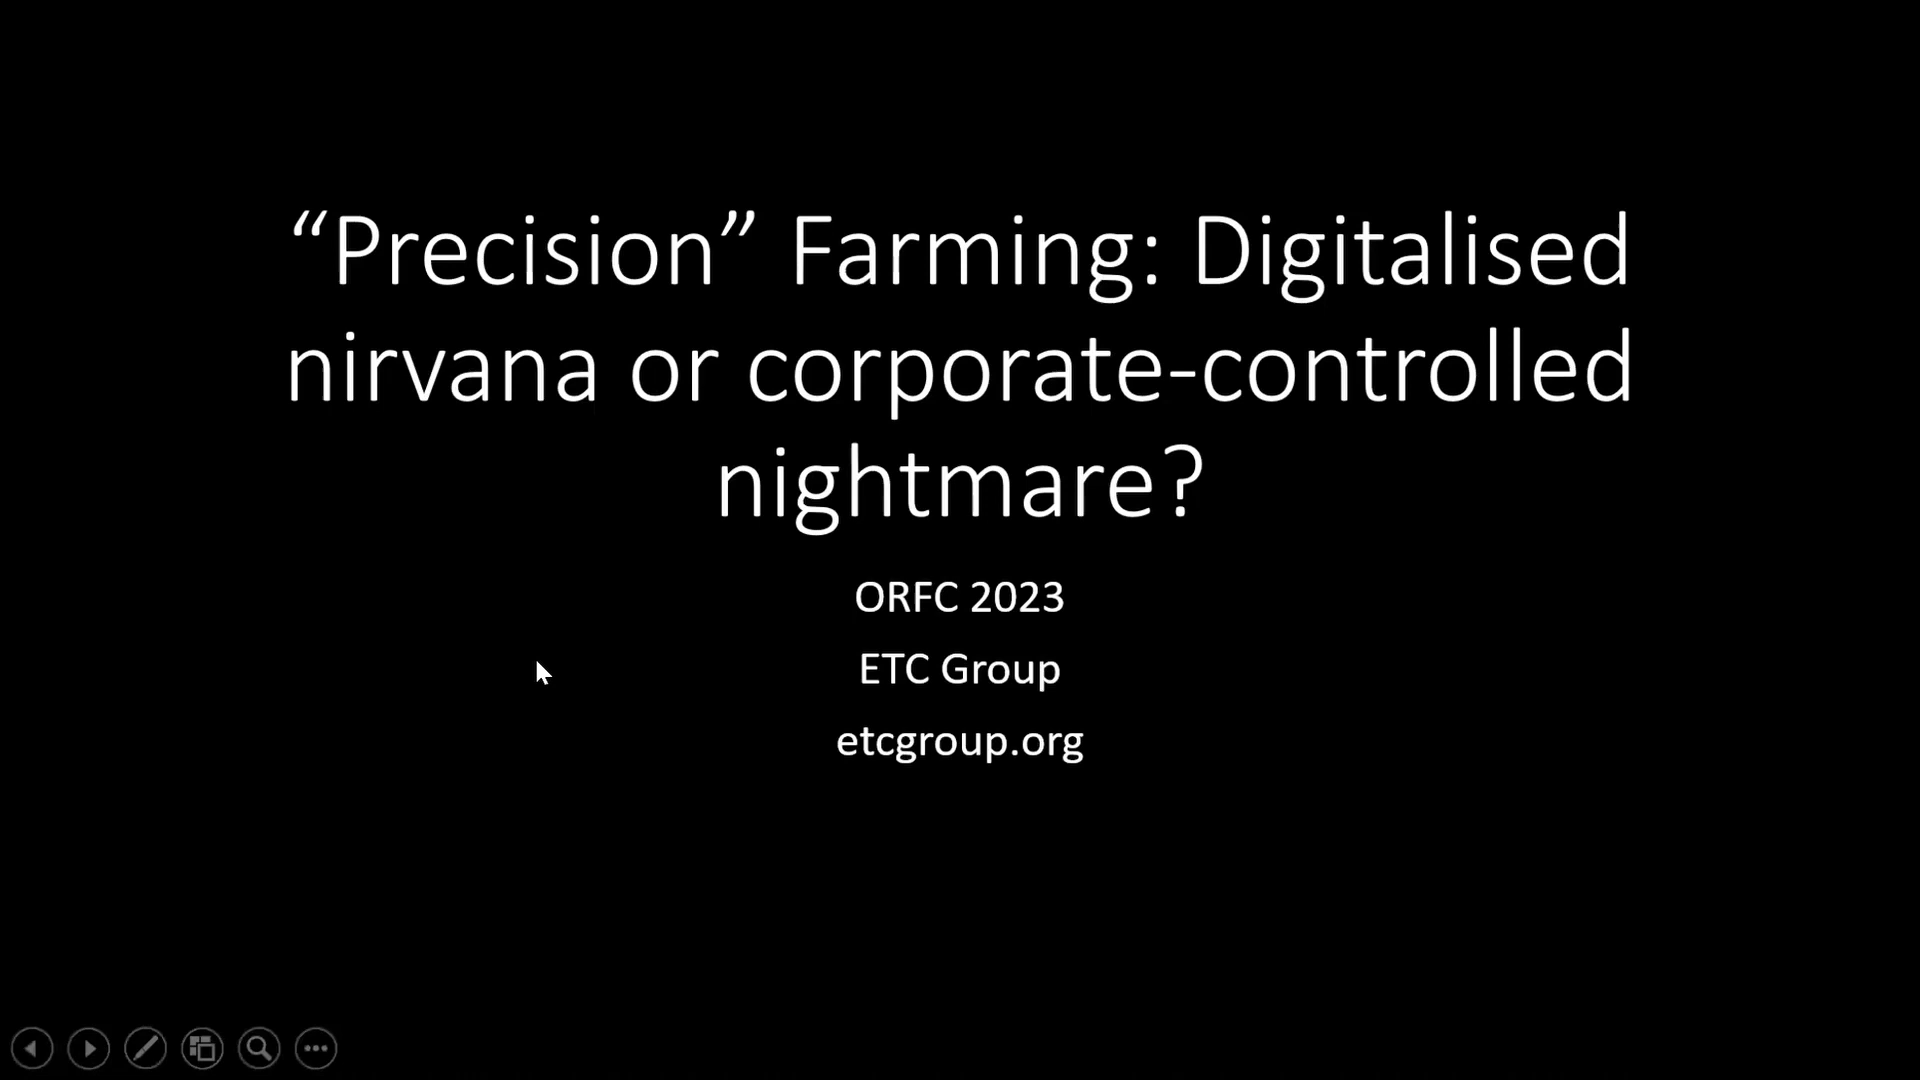 “Precision” Farming: Digitalised
nirvana or corporate-controlled
nightmare?
ORFC 2023
ETC Group
etcgroup.org